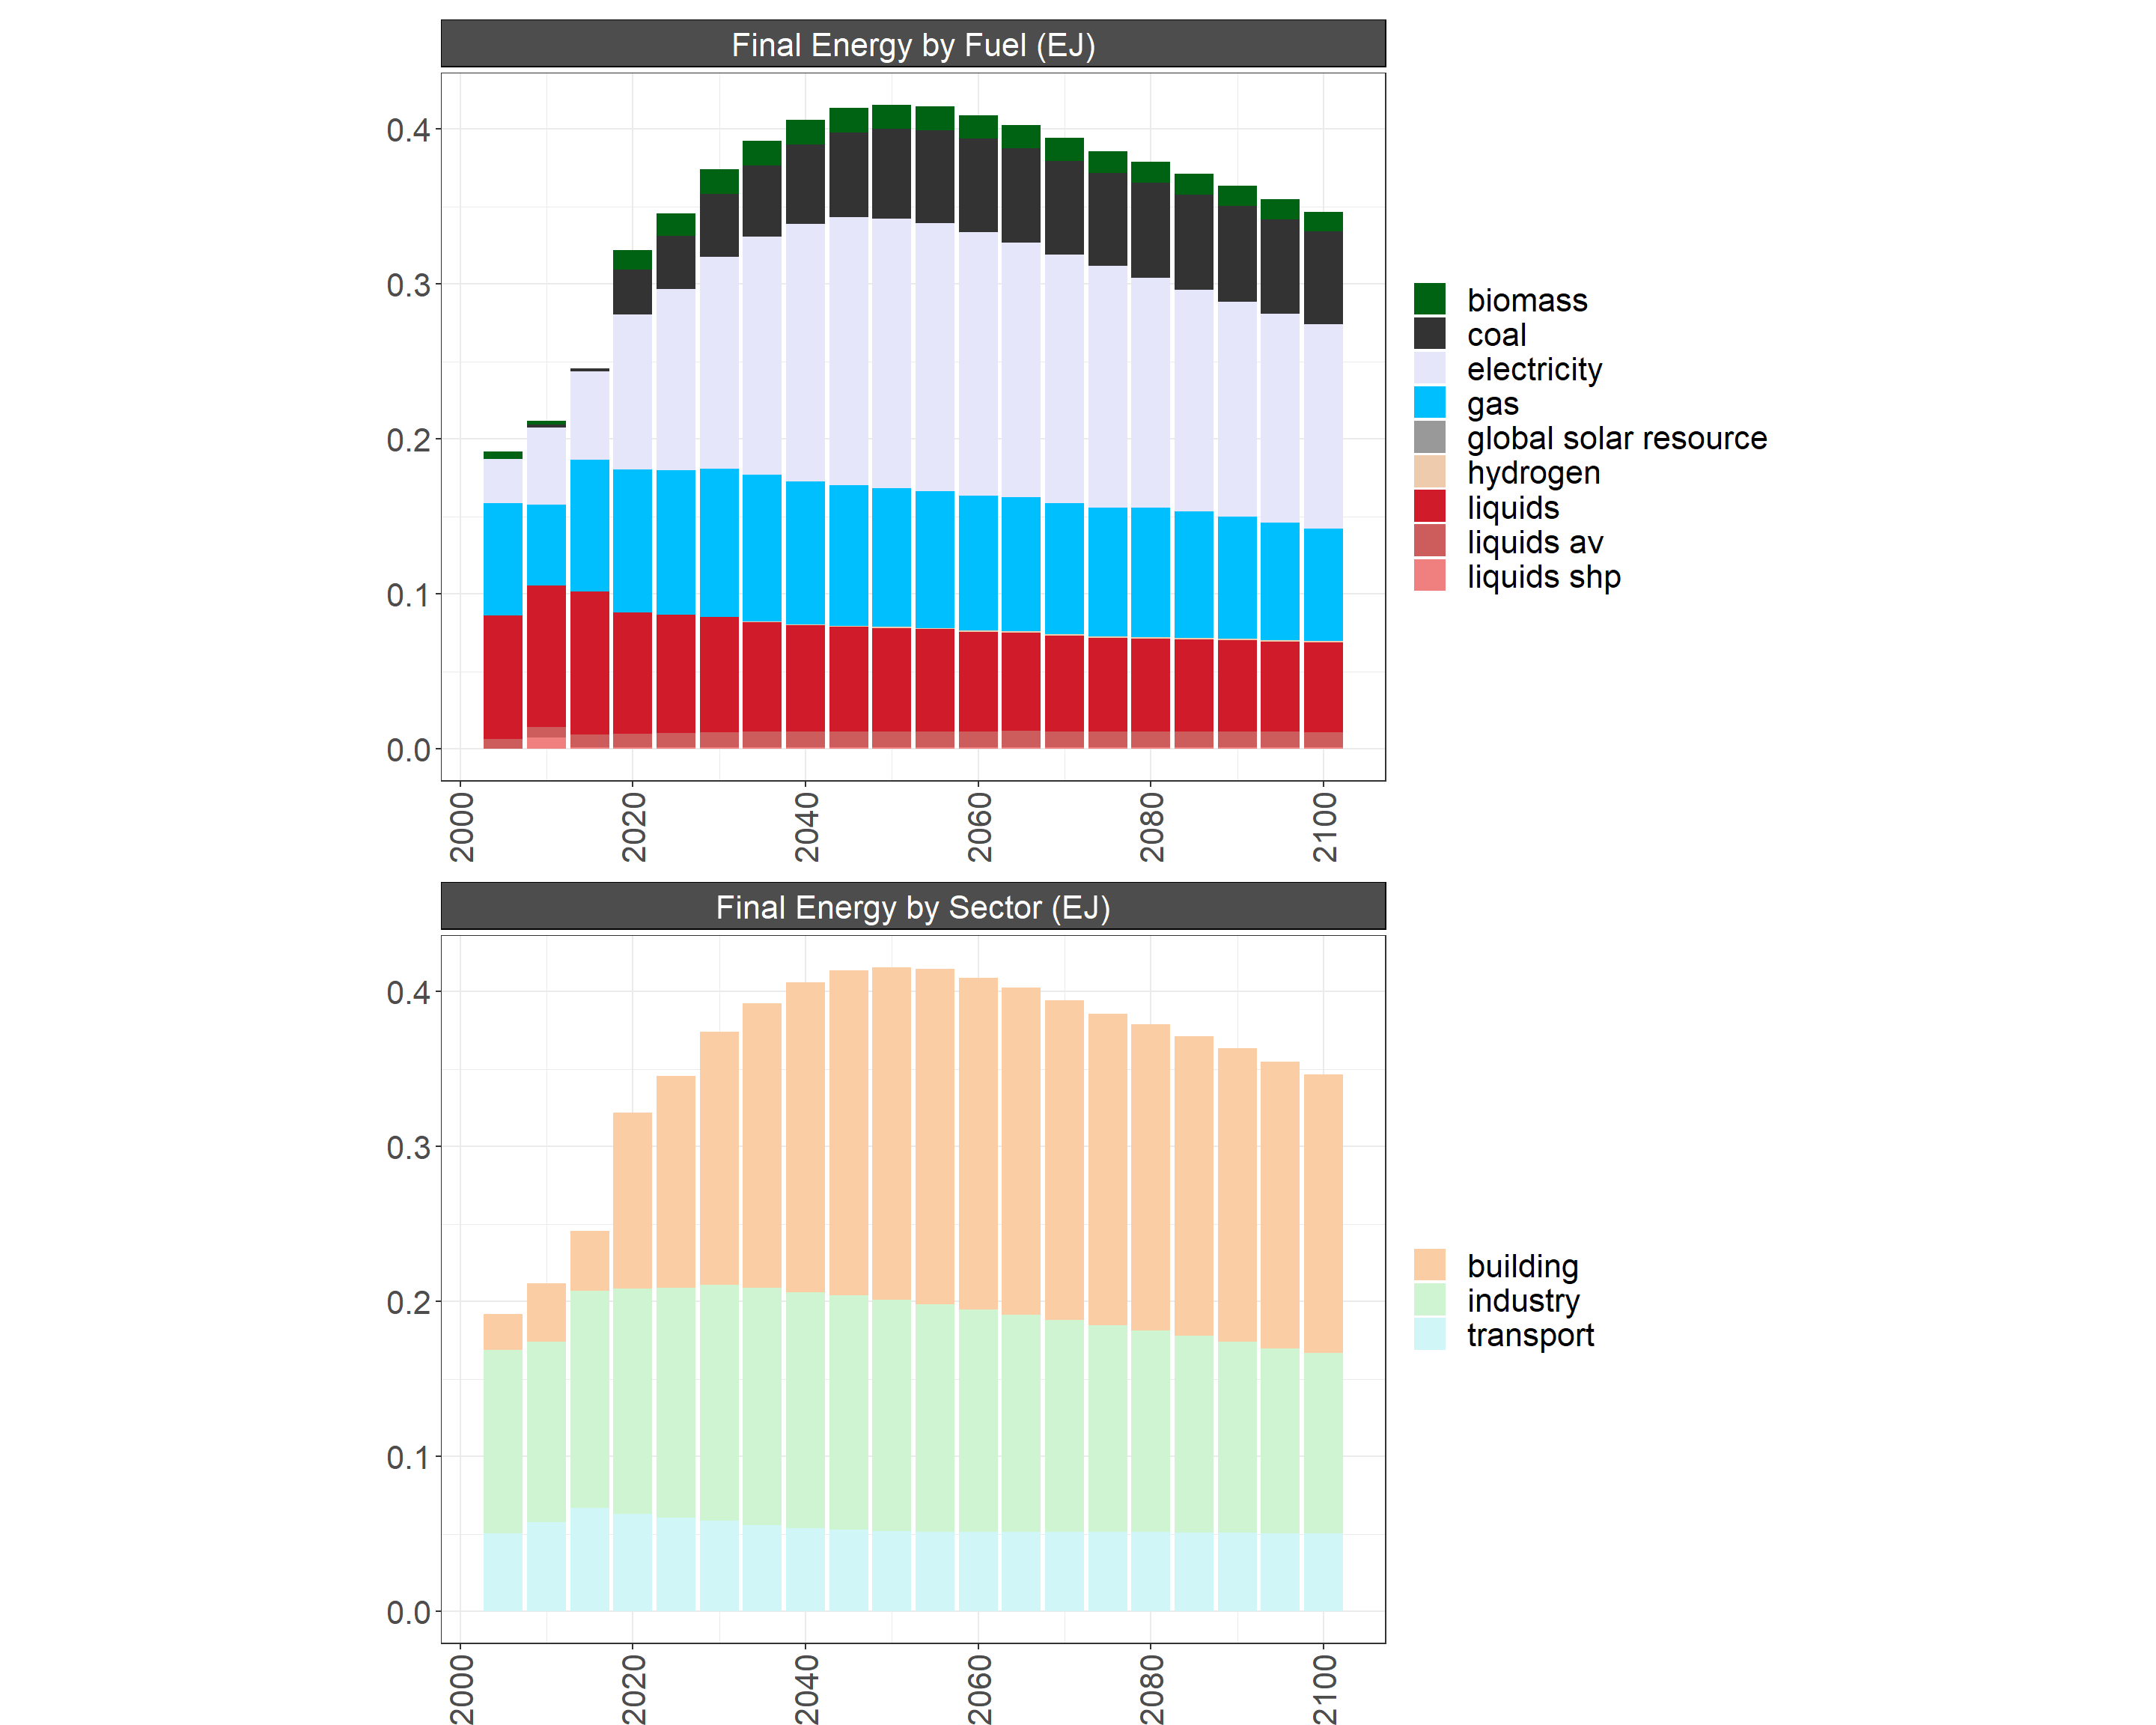 Final Energy by Fuel (EJ)
0.4
0.3
0.2
0.1
0.0
2000
2020
2040
2060
2080
2100
biomass
coal
electricity
gas
global solar resource
hydrogen
liquids
liquids av
liquids shp
Final Energy by Sector (EJ)
0.4
0.3
0.2
0.1
0.0
2000
2020
2040
2060
2080
2100
building
industry
transport